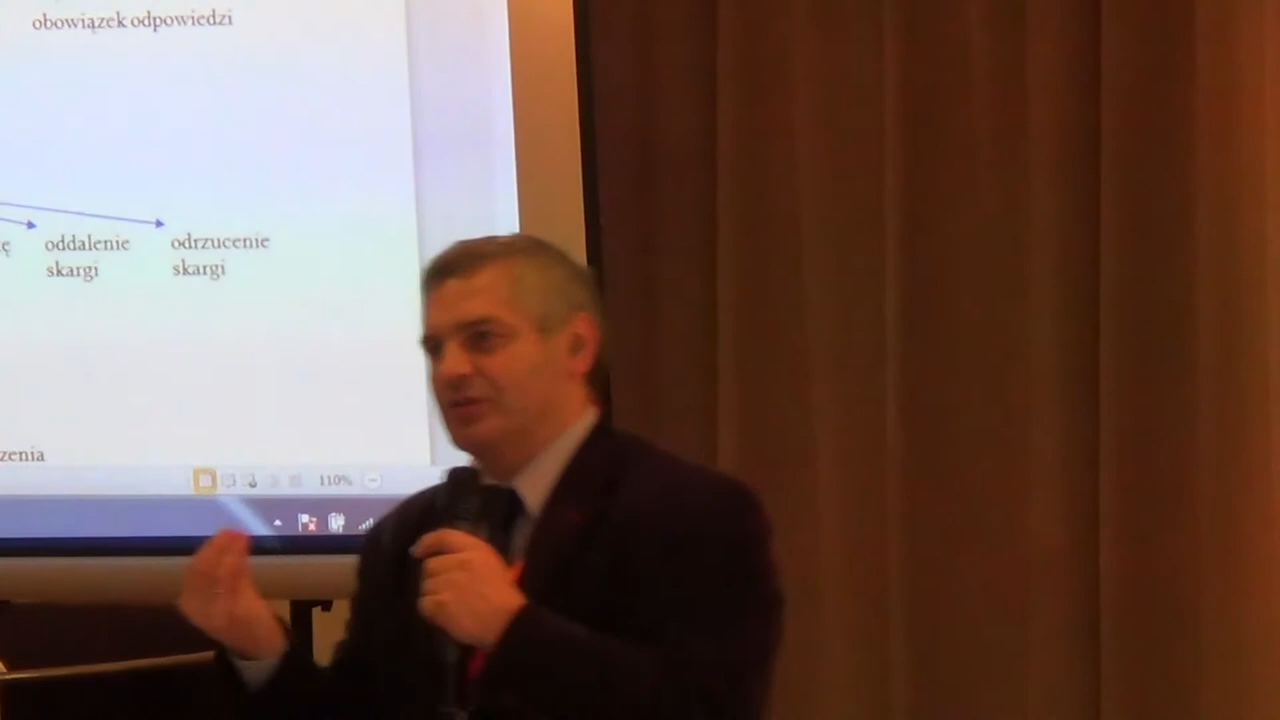 obowiązek odpowiedzi
ę
oddalenie
skargi
odrzucenie
skargi
zenia
110%